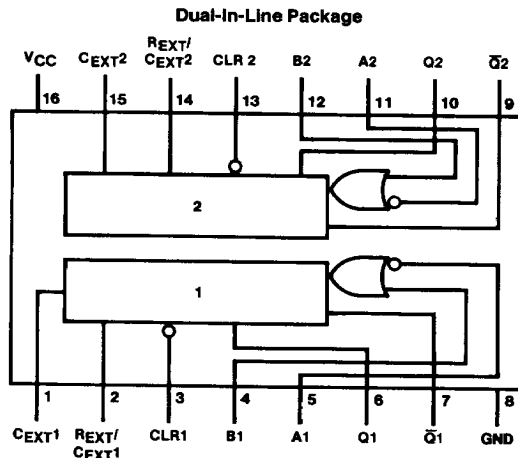 Dual-In-Line Package
VCC CEXT2 REXT/ CEXT2 CLR 2 B2 A2 Q2 Q̅2
16 15 14 13 12 11 10 9
2
1
1 2 3 4 5 6 7 8
CEXT1 REXT/ CEXT1 CLR1 B1 A1 Q1 Q̅1 GND